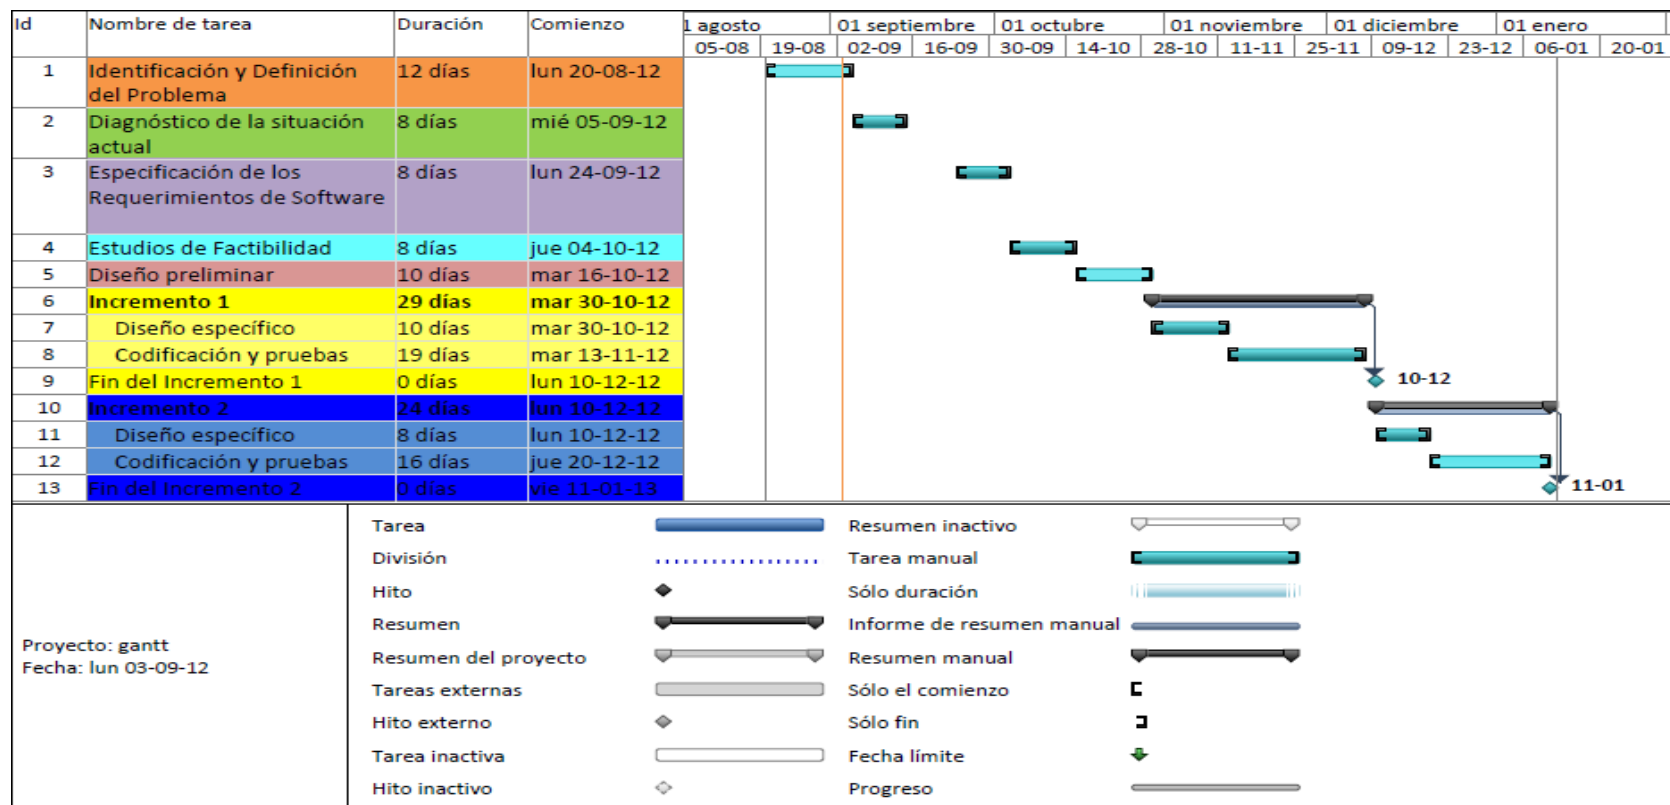 Id Nombre de tarea Duración Comienzo 1 agosto 01 septiembre 01 octubre 01 noviembre 01 diciembre 01 enero
05-08 19-08 02-09 16-09 30-09 14-10 28-10 11-11 25-11 09-12 23-12 06-01 20-01
1 Identificación y Definición 12 días lun 20-08-12
del Problema
2 Diagnóstico de la situación 8 días mié 05-09-12
actual
3 Especificación de los 8 días lun 24-09-12
Requerimientos de Software
4 Estudios de Factibilidad 8 días jue 04-10-12
5 Diseño preliminar 10 días mar 16-10-12
6 Incremento 1 29 días mar 30-10-12
7 Diseño específico 10 días mar 30-10-12
8 Codificación y pruebas 19 días mar 13-11-12
9 Fin del Incremento 1 0 días lun 10-12-12 10-12
10 Incremento 2 24 días lun 10-12-12
11 Diseño específico 8 días lun 10-12-12
12 Codificación y pruebas 16 días jue 20-12-12
13 Fin del Incremento 2 0 días vie 11-01-13 11-01
Proyecto: gantt
Fecha: lun 03-09-12
Tarea
División
Hito
Resumen
Resumen del proyecto
Tareas externas
Hito externo
Tarea inactiva
Hito inactivo
Resumen inactivo
Tarea manual
Sólo duración
Informe de resumen manual
Resumen manual
Sólo el comienzo
Sólo fin
Fecha límite
Progreso